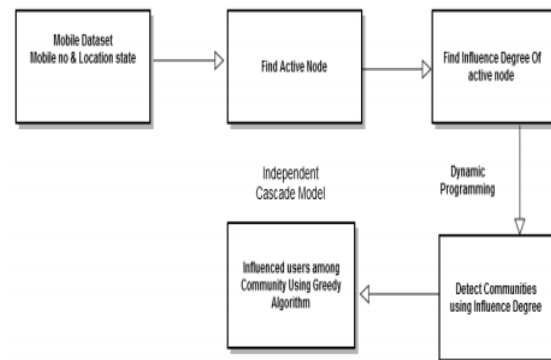 Mobile Dataset
Mobile no & Location state
Find Active Node
Find Influence Degree Of
active node
Dynamic
Programming
Independent
Cascade Model
Influenced users among
Community Using Greedy
Algorithm
Detect Communities
using Influence Degree